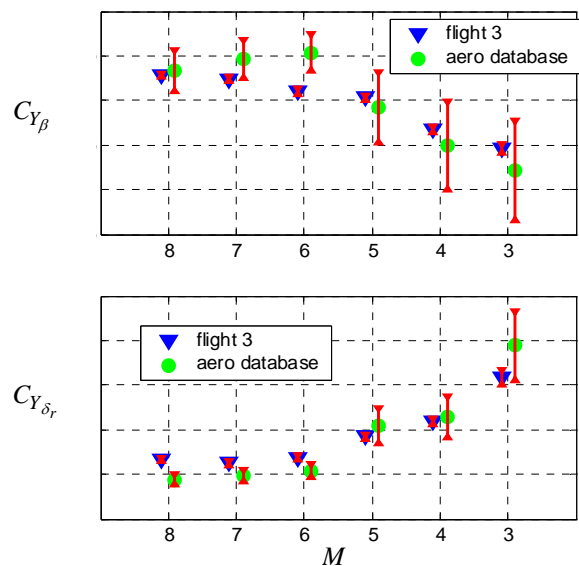 flight 3
aero database
C_{Y_β}
8 7 6 5 4 3
flight 3
aero database
C_{Y_{δ_r}}
8 7 6 5 4 3
M